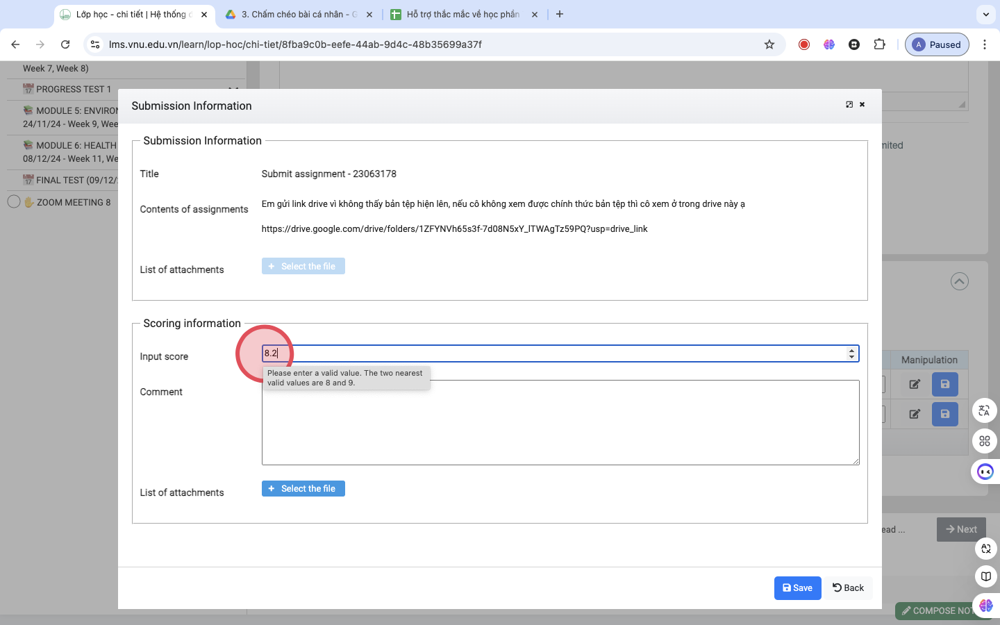 Lớp học - chi tiết | Hệ thống
3. Chấm chéo bài cá nhân - G
Hỗ trợ thắc mắc về học phần
lms.vnu.edu.vn/learn/lop-hoc/chi-tiet/8fba9c0b-eefe-44ab-9d4c-48b35699a37f
A Paused
Week 7, Week 8)
PROGRESS TEST 1
MODULE 5: ENVIRON
24/11/24 - Week 9, Wee
MODULE 6: HEALTH
08/12/24 - Week 11, We
FINAL TEST (09/12/
ZOOM MEETING 8
Submission Information
Submission Information
Title
Submit assignment - 23063178
Contents of assignments
Em gửi link drive vì không thấy bản tệp hiện lên, nếu cô không xem được chính thức bản tệp thì cô xem ở trong drive này ạ
https://drive.google.com/drive/folders/1ZFYNVh65s3f-7d08N5xY_lTWAgTz59PQ?usp=drive_link
List of attachments
+ Select the file
Scoring information
Input score
8.2
Please enter a valid value. The two nearest
valid values are 8 and 9.
Comment
List of attachments
+ Select the file
Save
Back
mited
Manipulation
ead ...
Next
COMPOSE NOT